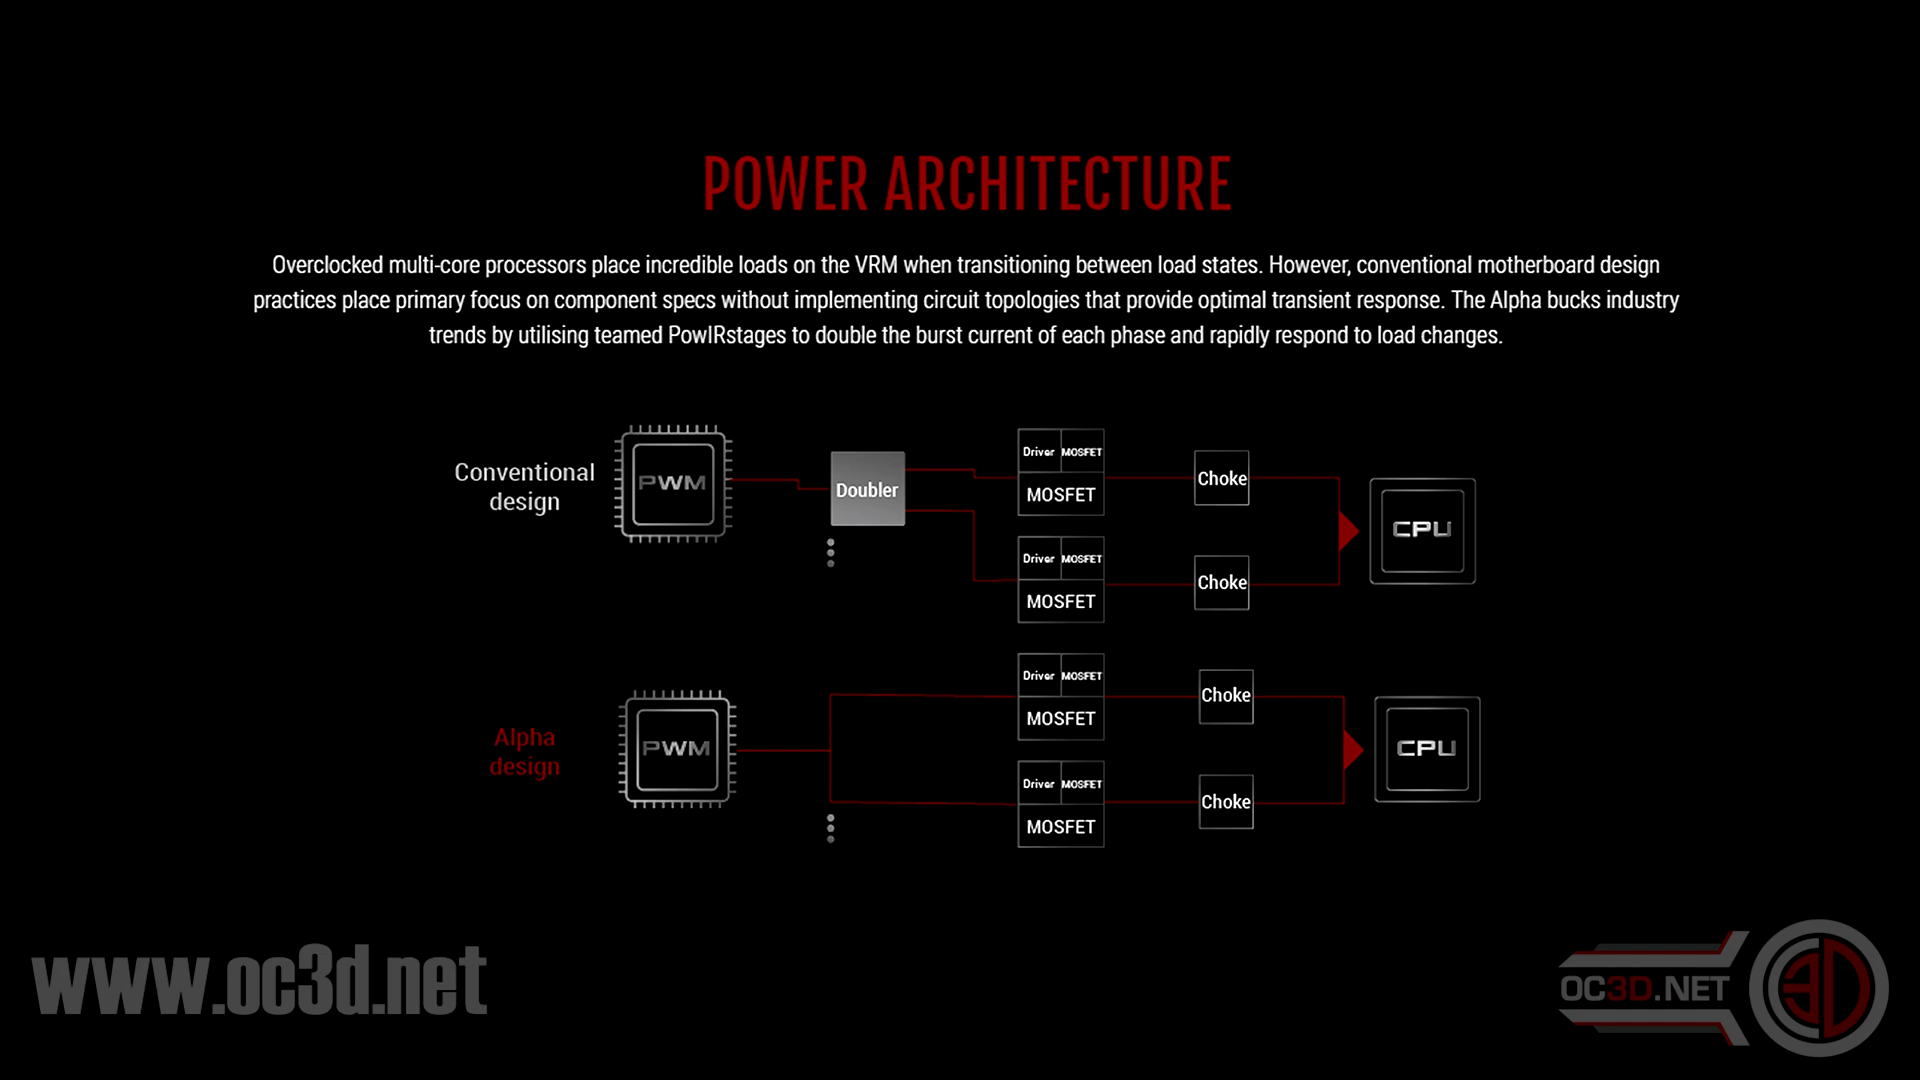 POWER ARCHITECTURE
Overclocked multi-core processors place incredible loads on the VRM when transitioning between load states. However, conventional motherboard design
practices place primary focus on component specs without implementing circuit topologies that provide optimal transient response. The Alpha bucks industry
trends by utilising teamed PowIRstages to double the burst current of each phase and rapidly respond to load changes.
Conventional
design
PWM
Doubler
Driver MOSFET
MOSFET
Choke
Driver MOSFET
MOSFET
Choke
CPU
Alpha
design
PWM
Driver MOSFET
MOSFET
Choke
Driver MOSFET
MOSFET
Choke
CPU
www.oc3d.net
OC3D.NET
3D